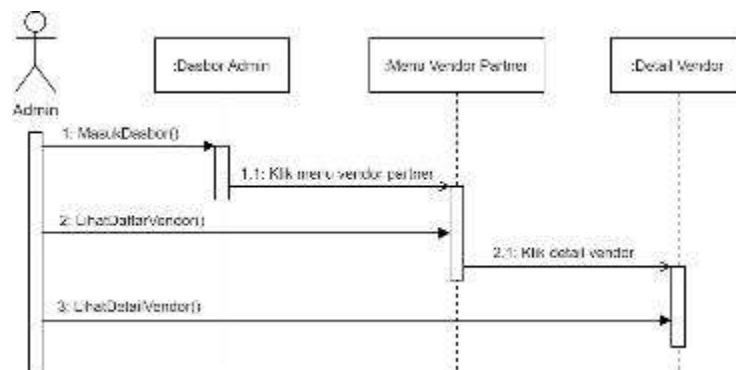 :Dasbor Admin
:Menu Vendor Partner
:Detail Vendor
Admin
1: MasukDasbor()
1.1: Klik menu vendor partner
2: LihatDaftarVendor()
2.1: Klik detail vendor
3: LihatDetailVendor()